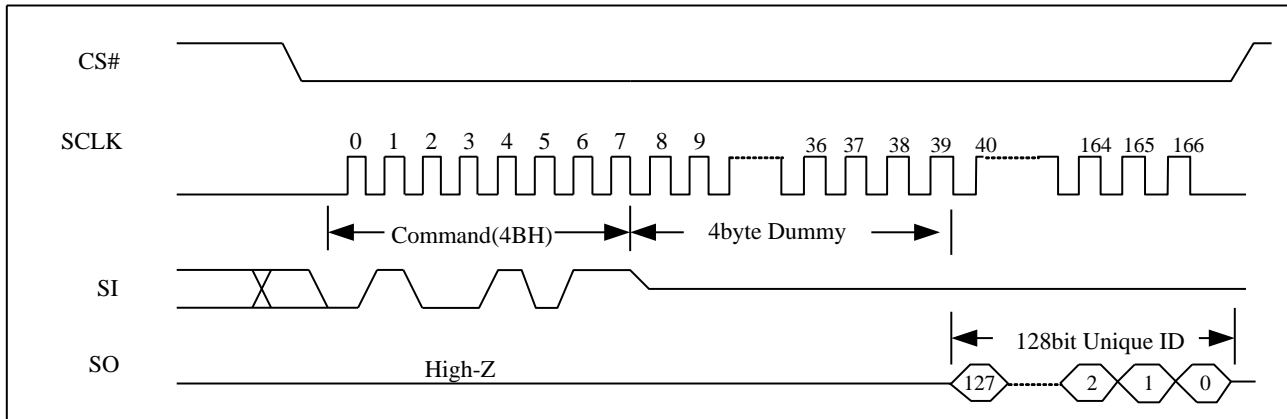 CS#
SCLK
0 1 2 3 4 5 6 7 8 9 36 37 38 39 40 164 165 166
Command(4BH)
4byte Dummy
SI
128bit Unique ID
SO
High-Z
127 2 1 0